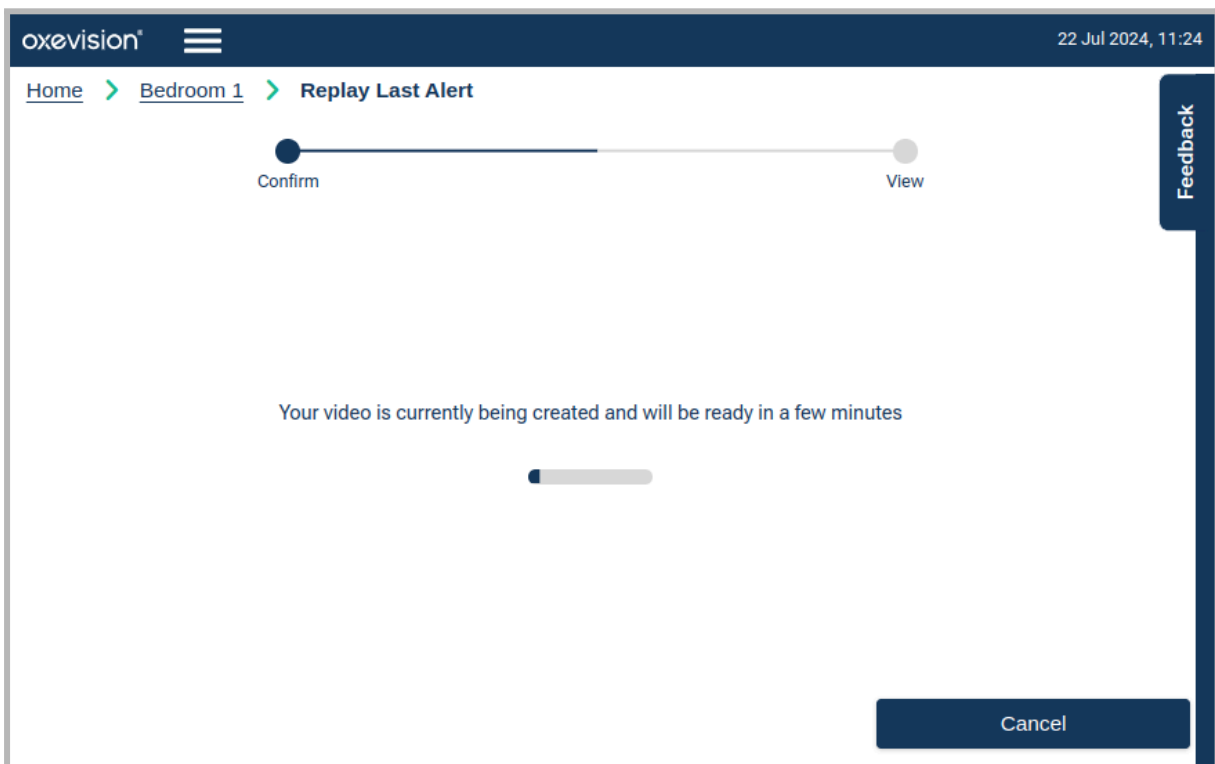 oxevision®
22 Jul 2024, 11:24
Home > Bedroom 1 > Replay Last Alert
Feedback
Confirm
View
Your video is currently being created and will be ready in a few minutes
Cancel